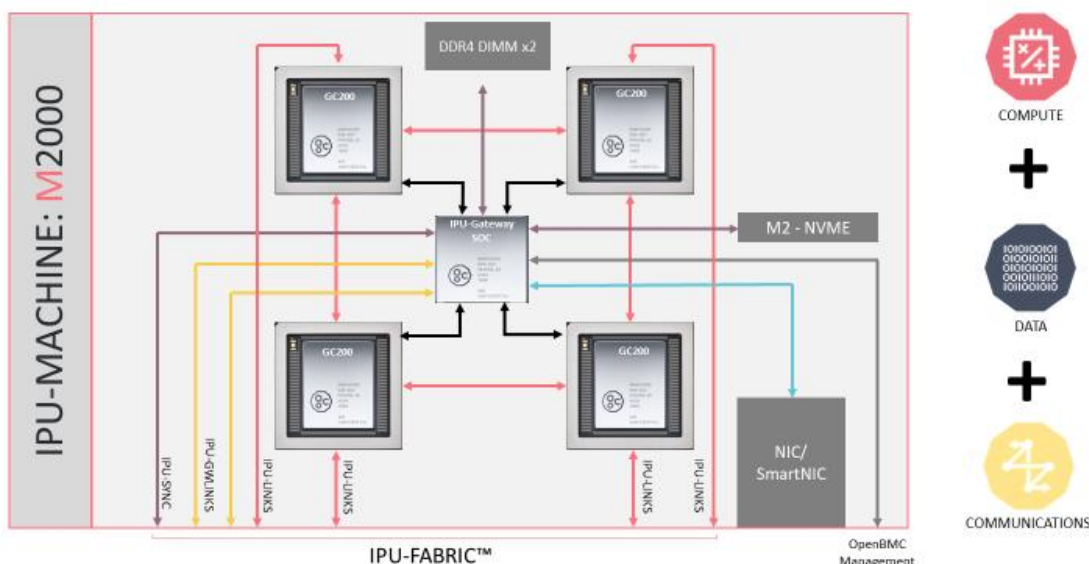 IPU-MACHINE: M2000
DDR4 DIMM x2
GC200
GC200
IPU-Gateway
SOC
M2 - NVME
GC200
GC200
NIC/
SmartNIC
IPU-SYNC
IPU-GWLINKS
IPU-LINKS
IPU-LINKS
IPU-LINKS
IPU-LINKS
IPU-FABRIC™
OpenBMC
Management
COMPUTE
+
DATA
+
COMMUNICATIONS